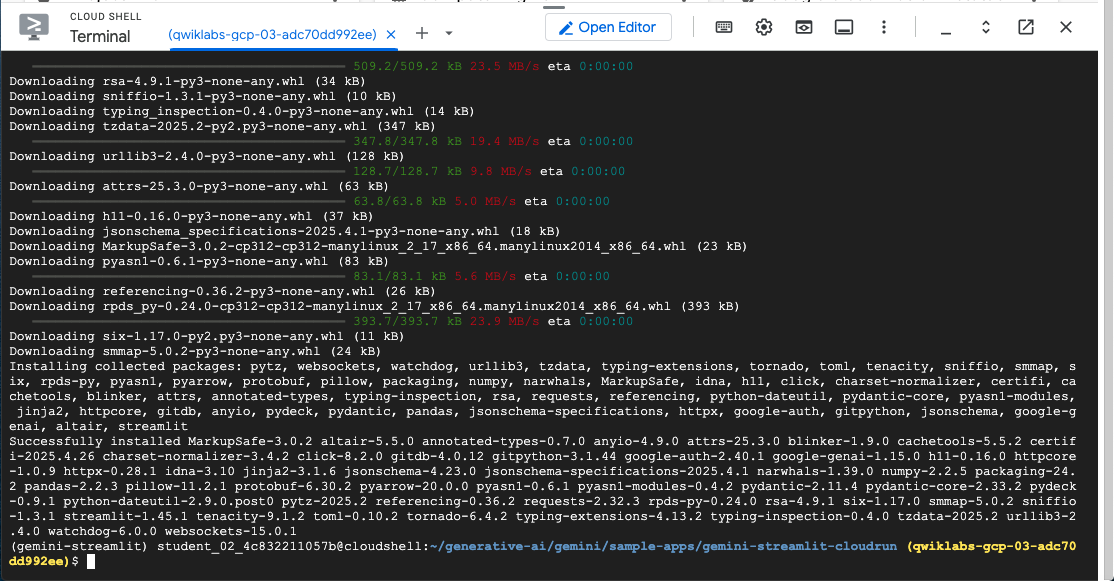 CLOUD SHELL
Terminal
(qwiklabs-gcp-03-adc70dd992ee)
Open Editor
509.2/509.2 kB 23.5 MB/s eta 0:00:00
Downloading rsa-4.9.1-py3-none-any.whl (34 kB)
Downloading sniffio-1.3.1-py3-none-any.whl (10 kB)
Downloading typing_inspection-0.4.0-py3-none-any.whl (14 kB)
Downloading tzdata-2025.2-py2.py3-none-any.whl (347 kB)
347.8/347.8 kB 19.4 MB/s eta 0:00:00
Downloading urllib3-2.4.0-py3-none-any.whl (128 kB)
128.7/128.7 kB 9.8 MB/s eta 0:00:00
Downloading attrs-25.3.0-py3-none-any.whl (63 kB)
63.8/63.8 kB 5.0 MB/s eta 0:00:00
Downloading h11-0.16.0-py3-none-any.whl (37 kB)
Downloading jsonschema_specifications-2025.4.1-py3-none-any.whl (18 kB)
Downloading MarkupSafe-3.0.2-cp312-cp312-manylinux_2_17_x86_64.manylinux2014_x86_64.whl (23 kB)
Downloading pyasn1-0.6.1-py3-none-any.whl (83 kB)
83.1/83.1 kB 5.6 MB/s eta 0:00:00
Downloading referencing-0.36.2-py3-none-any.whl (26 kB)
Downloading rpds_py-0.24.0-cp312-cp312-manylinux_2_17_x86_64.manylinux2014_x86_64.whl (393 kB)
393.7/393.7 kB 23.9 MB/s eta 0:00:00
Downloading six-1.17.0-py2.py3-none-any.whl (11 kB)
Downloading smmap-5.0.2-py3-none-any.whl (24 kB)
Installing collected packages: pytz, websockets, watchdog, urllib3, tzdata, typing-extensions, tornado, toml, tenacity, sniffio, smmap, s
ix, rpds-py, pyasn1, pyarrow, protobuf, pillow, packaging, numpy, narwhals, MarkupSafe, idna, h11, click, charset-normalizer, certifi, ca
chetools, blinker, attrs, annotated-types, typing-inspection, rsa, requests, referencing, python-dateutil, pydantic-core, pyasn1-modules,
jinja2, httpcore, gitdb, anyio, pydeck, pydantic, pandas, jsonschema-specifications, httpx, google-auth, gitpython, jsonschema, google-g
enai, altair, streamlit
Successfully installed MarkupSafe-3.0.2 altair-5.5.0 annotated-types-0.7.0 anyio-4.9.0 attrs-25.3.0 blinker-1.9.0 cachetools-5.5.2 certif
i-2025.4.26 charset-normalizer-3.4.2 click-8.2.0 gitdb-4.0.12 gitpython-3.1.44 google-auth-2.40.1 google-genai-1.15.0 h11-0.16.0 httpcore
-1.0.9 httpx-0.28.1 idna-3.10 jinja2-3.1.6 jsonschema-4.23.0 jsonschema-specifications-2025.4.1 narwhals-1.39.0 numpy-2.2.5 packaging-24.
2 pandas-2.2.3 pillow-11.2.1 protobuf-6.30.2 pyarrow-20.0.0 pyasn1-0.6.1 pyasn1-modules-0.4.2 pydantic-2.11.4 pydantic-core-2.33.2 pydeck
-0.9.1 python-dateutil-2.9.0.post0 pytz-2025.2 referencing-0.36.2 requests-2.32.3 rpds-py-0.24.0 rsa-4.9.1 six-1.17.0 smmap-5.0.2 sniffio
-1.3.1 streamlit-1.45.1 tenacity-9.1.2 toml-0.10.2 tornado-6.4.2 typing-extensions-4.13.2 typing-inspection-0.4.0 tzdata-2025.2 urllib3-2
.4.0 watchdog-6.0.0 websockets-15.0.1
(gemini-streamlit) student_02_4c832211057b@cloudshell:~/generative-ai/gemini/sample-apps/gemini-streamlit-cloudrun (qwiklabs-gcp-03-adc70
dd992ee)$